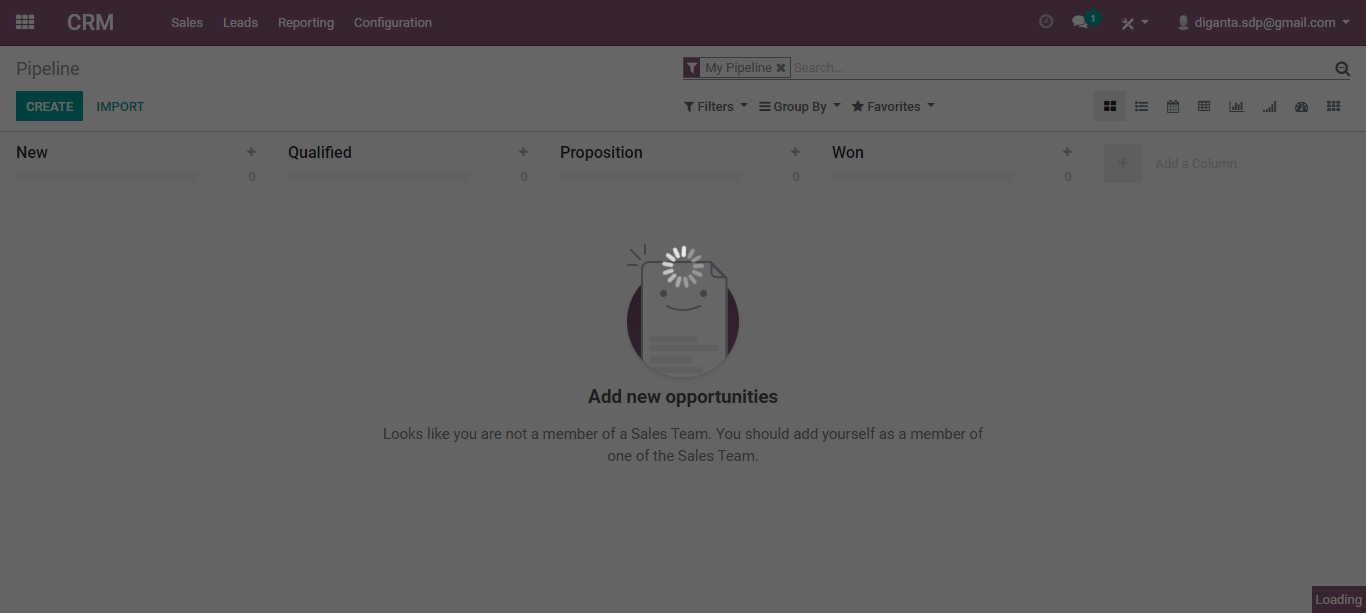 CRM Sales Leads Reporting Configuration 1 diganta.sdp@gmail.com
Pipeline My Pipeline Search...
CREATE IMPORT Filters Group By Favorites
New Qualified Proposition Won Add a Column
0 0 0 0
Add new opportunities
Looks like you are not a member of a Sales Team. You should add yourself as a member of
one of the Sales Team.
Loading